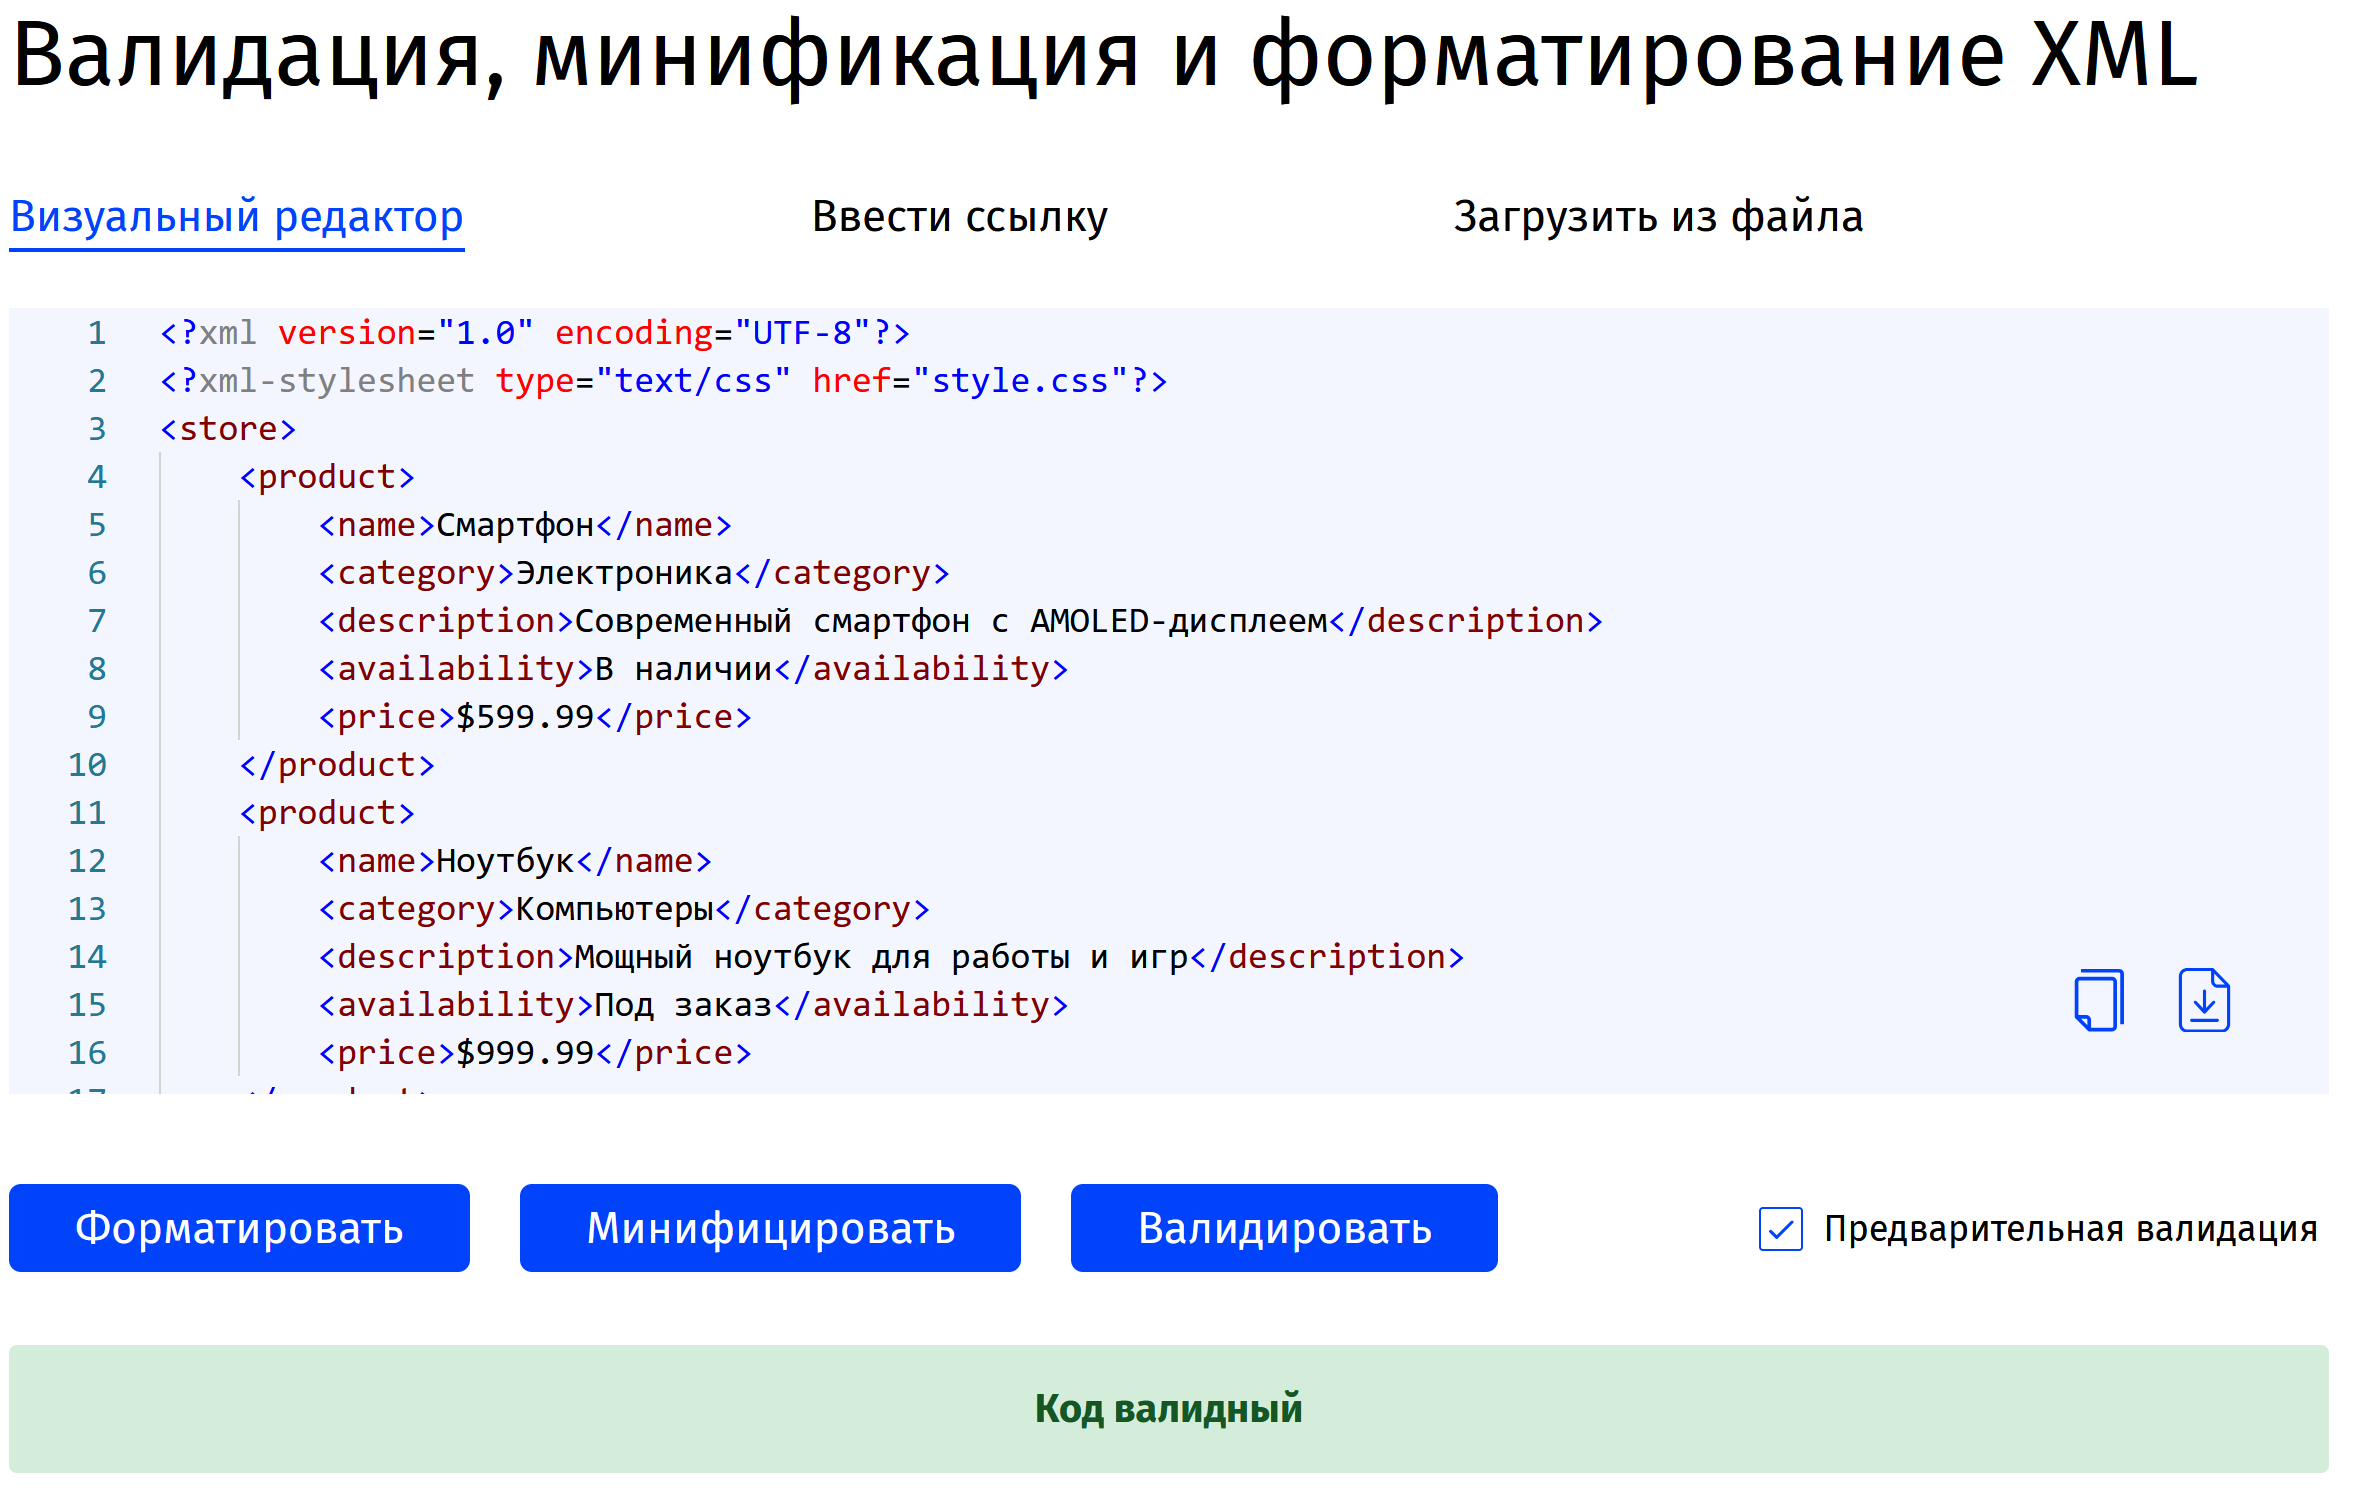 Валидация, минификация и форматирование XML
Визуальный редактор
Ввести ссылку
Загрузить из файла
1 <?xml version="1.0" encoding="UTF-8"?>
2 <?xml-stylesheet type="text/css" href="style.css"?>
3 <store>
4 <product>
5 <name>Смартфон</name>
6 <category>Электроника</category>
7 <description>Современный смартфон с AMOLED-дисплеем</description>
8 <availability>В наличии</availability>
9 <price>$599.99</price>
10 </product>
11 <product>
12 <name>Ноутбук</name>
13 <category>Компьютеры</category>
14 <description>Мощный ноутбук для работы и игр</description>
15 <availability>Под заказ</availability>
16 <price>$999.99</price>
Форматировать
Минифицировать
Валидировать
Предварительная валидация
Код валидный